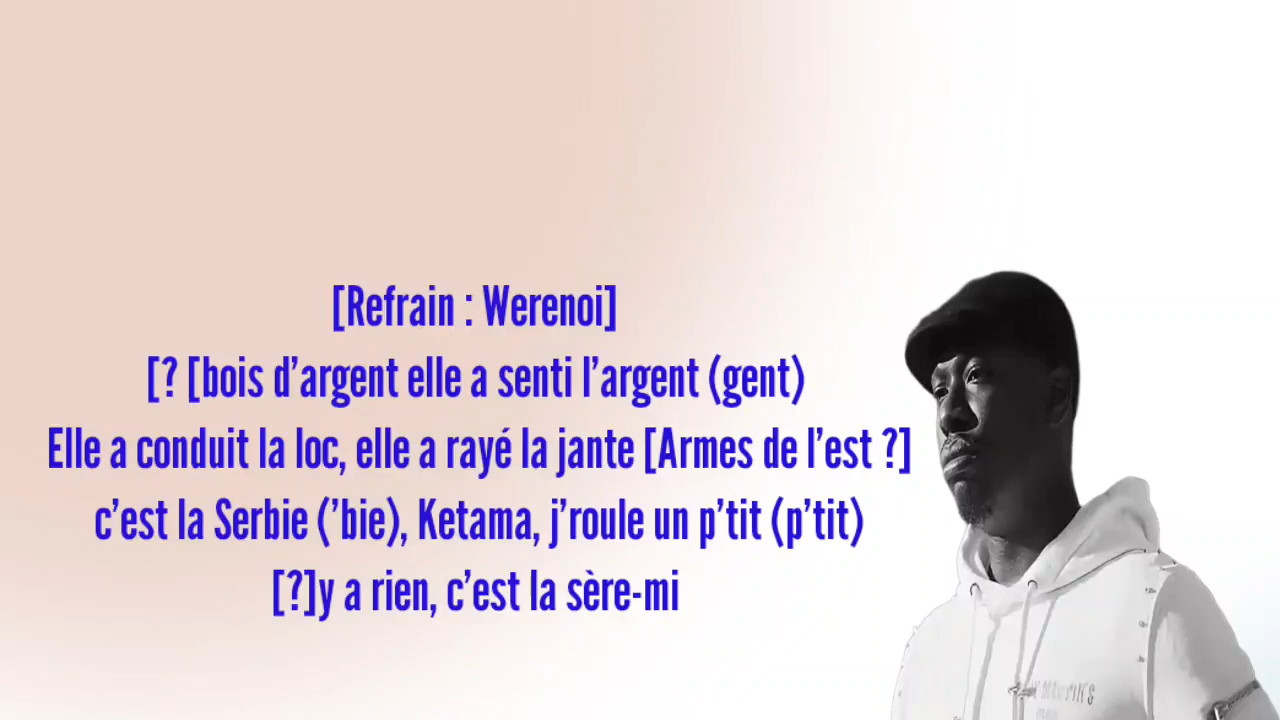 [Refrain : Werenoi]
[? [bois d’argent elle a senti l’argent (gent)
Elle a conduit la loc, elle a rayé la jante [Armes de l’est ?]
c’est la Serbie (’bie), Ketama, j’roule un p’tit (p’tit)
[?]y a rien, c’est la sère-mi